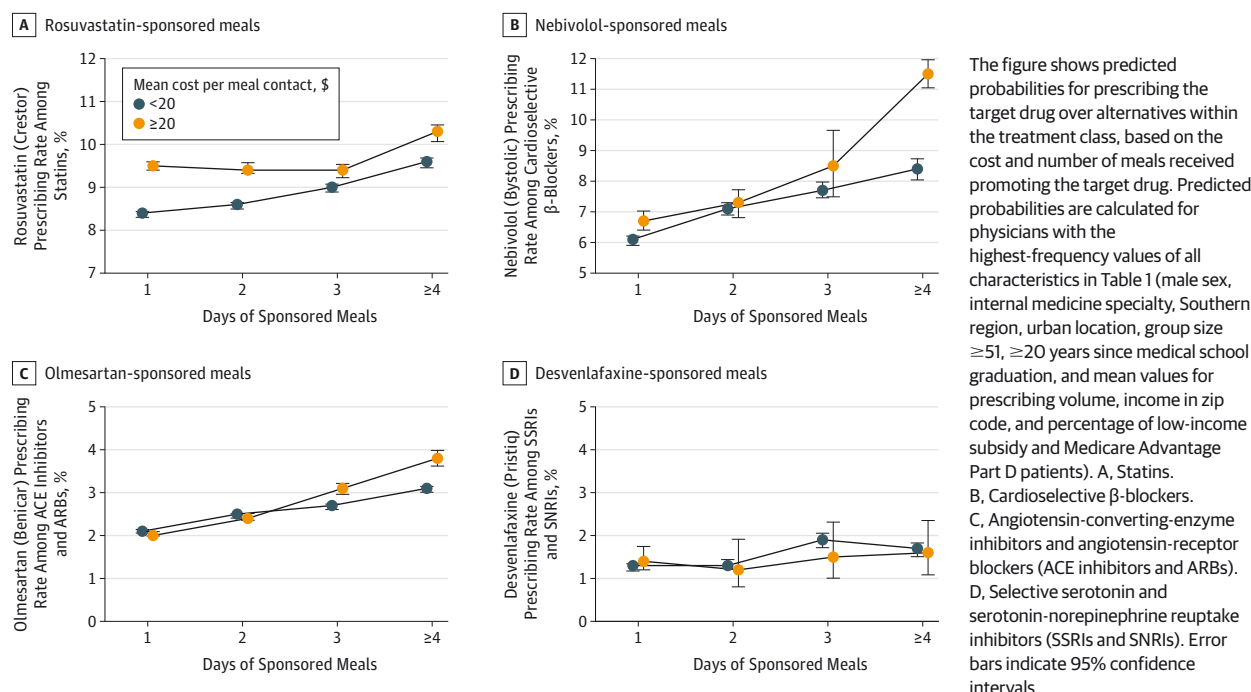 A Rosuvastatin-sponsored meals
Rosuvastatin (Crestor)
Prescribing Rate Among
Statins, %
12
11
10
9
8
7
Mean cost per meal contact, $
<20
≥20
1 2 3 ≥4
Days of Sponsored Meals
B Nebivolol-sponsored meals
Nebivolol (Bystolic) Prescribing
Rate Among Cardioselective
β-Blockers, %
12
11
10
9
8
7
6
5
1 2 3 ≥4
Days of Sponsored Meals
C Olmesartan-sponsored meals
Olmesartan (Benicar) Prescribing
Rate Among ACE Inhibitors
and ARBs, %
5
4
3
2
1
0
1 2 3 ≥4
Days of Sponsored Meals
D Desvenlafaxine-sponsored meals
Desvenlafaxine (Pristiq)
Prescribing Rate Among SSRIs
and SNRIs, %
5
4
3
2
1
0
1 2 3 ≥4
Days of Sponsored Meals
The figure shows predicted
probabilities for prescribing the
target drug over alternatives within
the treatment class, based on the
cost and number of meals received
promoting the target drug. Predicted
probabilities are calculated for
physicians with the
highest-frequency values of all
characteristics in Table 1 (male sex,
internal medicine specialty, Southern
region, urban location, group size
≥51, ≥20 years since medical school
graduation, and mean values for
prescribing volume, income in zip
code, and percentage of low-income
subsidy and Medicare Advantage
Part D patients). A, Statins.
B, Cardioselective β-blockers.
C, Angiotensin-converting-enzyme
inhibitors and angiotensin-receptor
blockers (ACE inhibitors and ARBs).
D, Selective serotonin and
serotonin-norepinephrine reuptake
inhibitors (SSRIs and SNRIs). Error
bars indicate 95% confidence
intervals